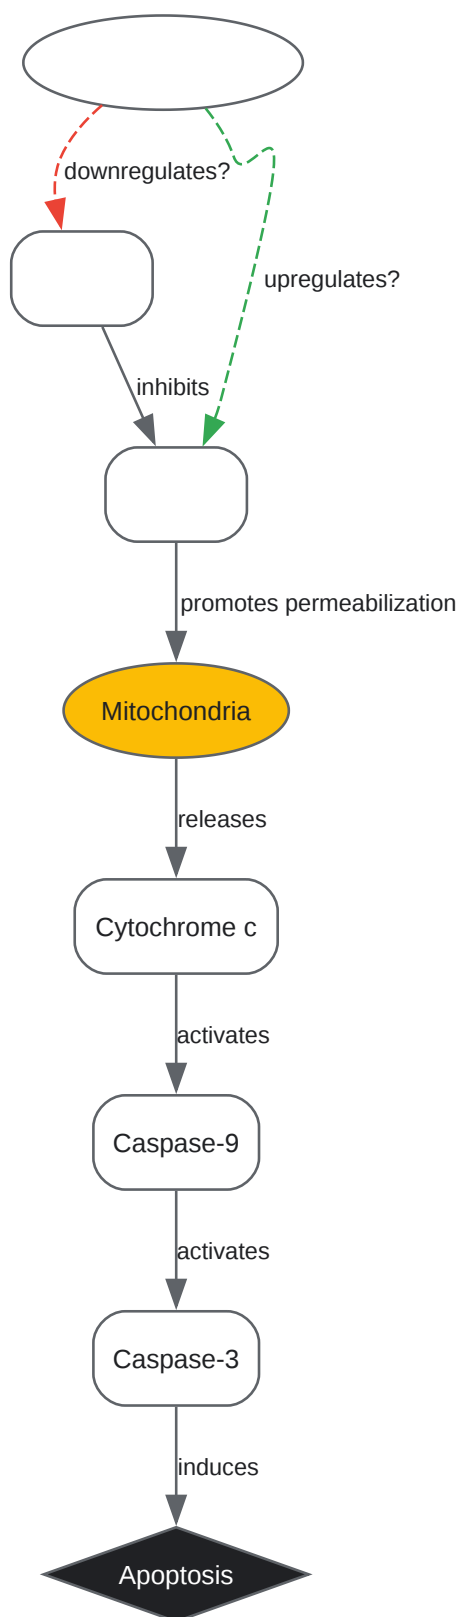 downregulates?
upregulates?
inhibits
promotes permeabilization
Mitochondria
releases
Cytochrome c
activates
Caspase-9
activates
Caspase-3
induces
Apoptosis